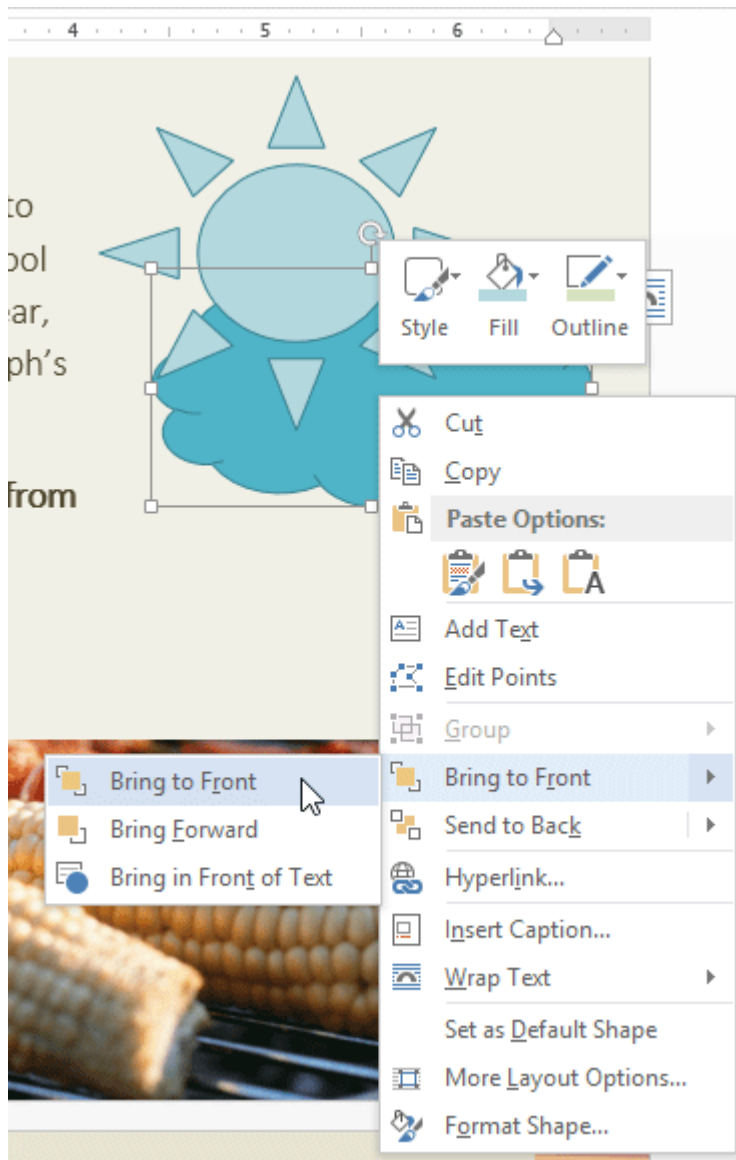 4 5 6
to
ool
ear,
ph's
from
Style Fill Outline
Cut
Copy
Paste Options:
A
Add Text
Edit Points
Group
Bring to Front
Send to Back
Hyperlink...
Insert Caption...
Wrap Text
Set as Default Shape
More Layout Options...
Format Shape...
Bring to Front
Bring Forward
Bring in Front of Text